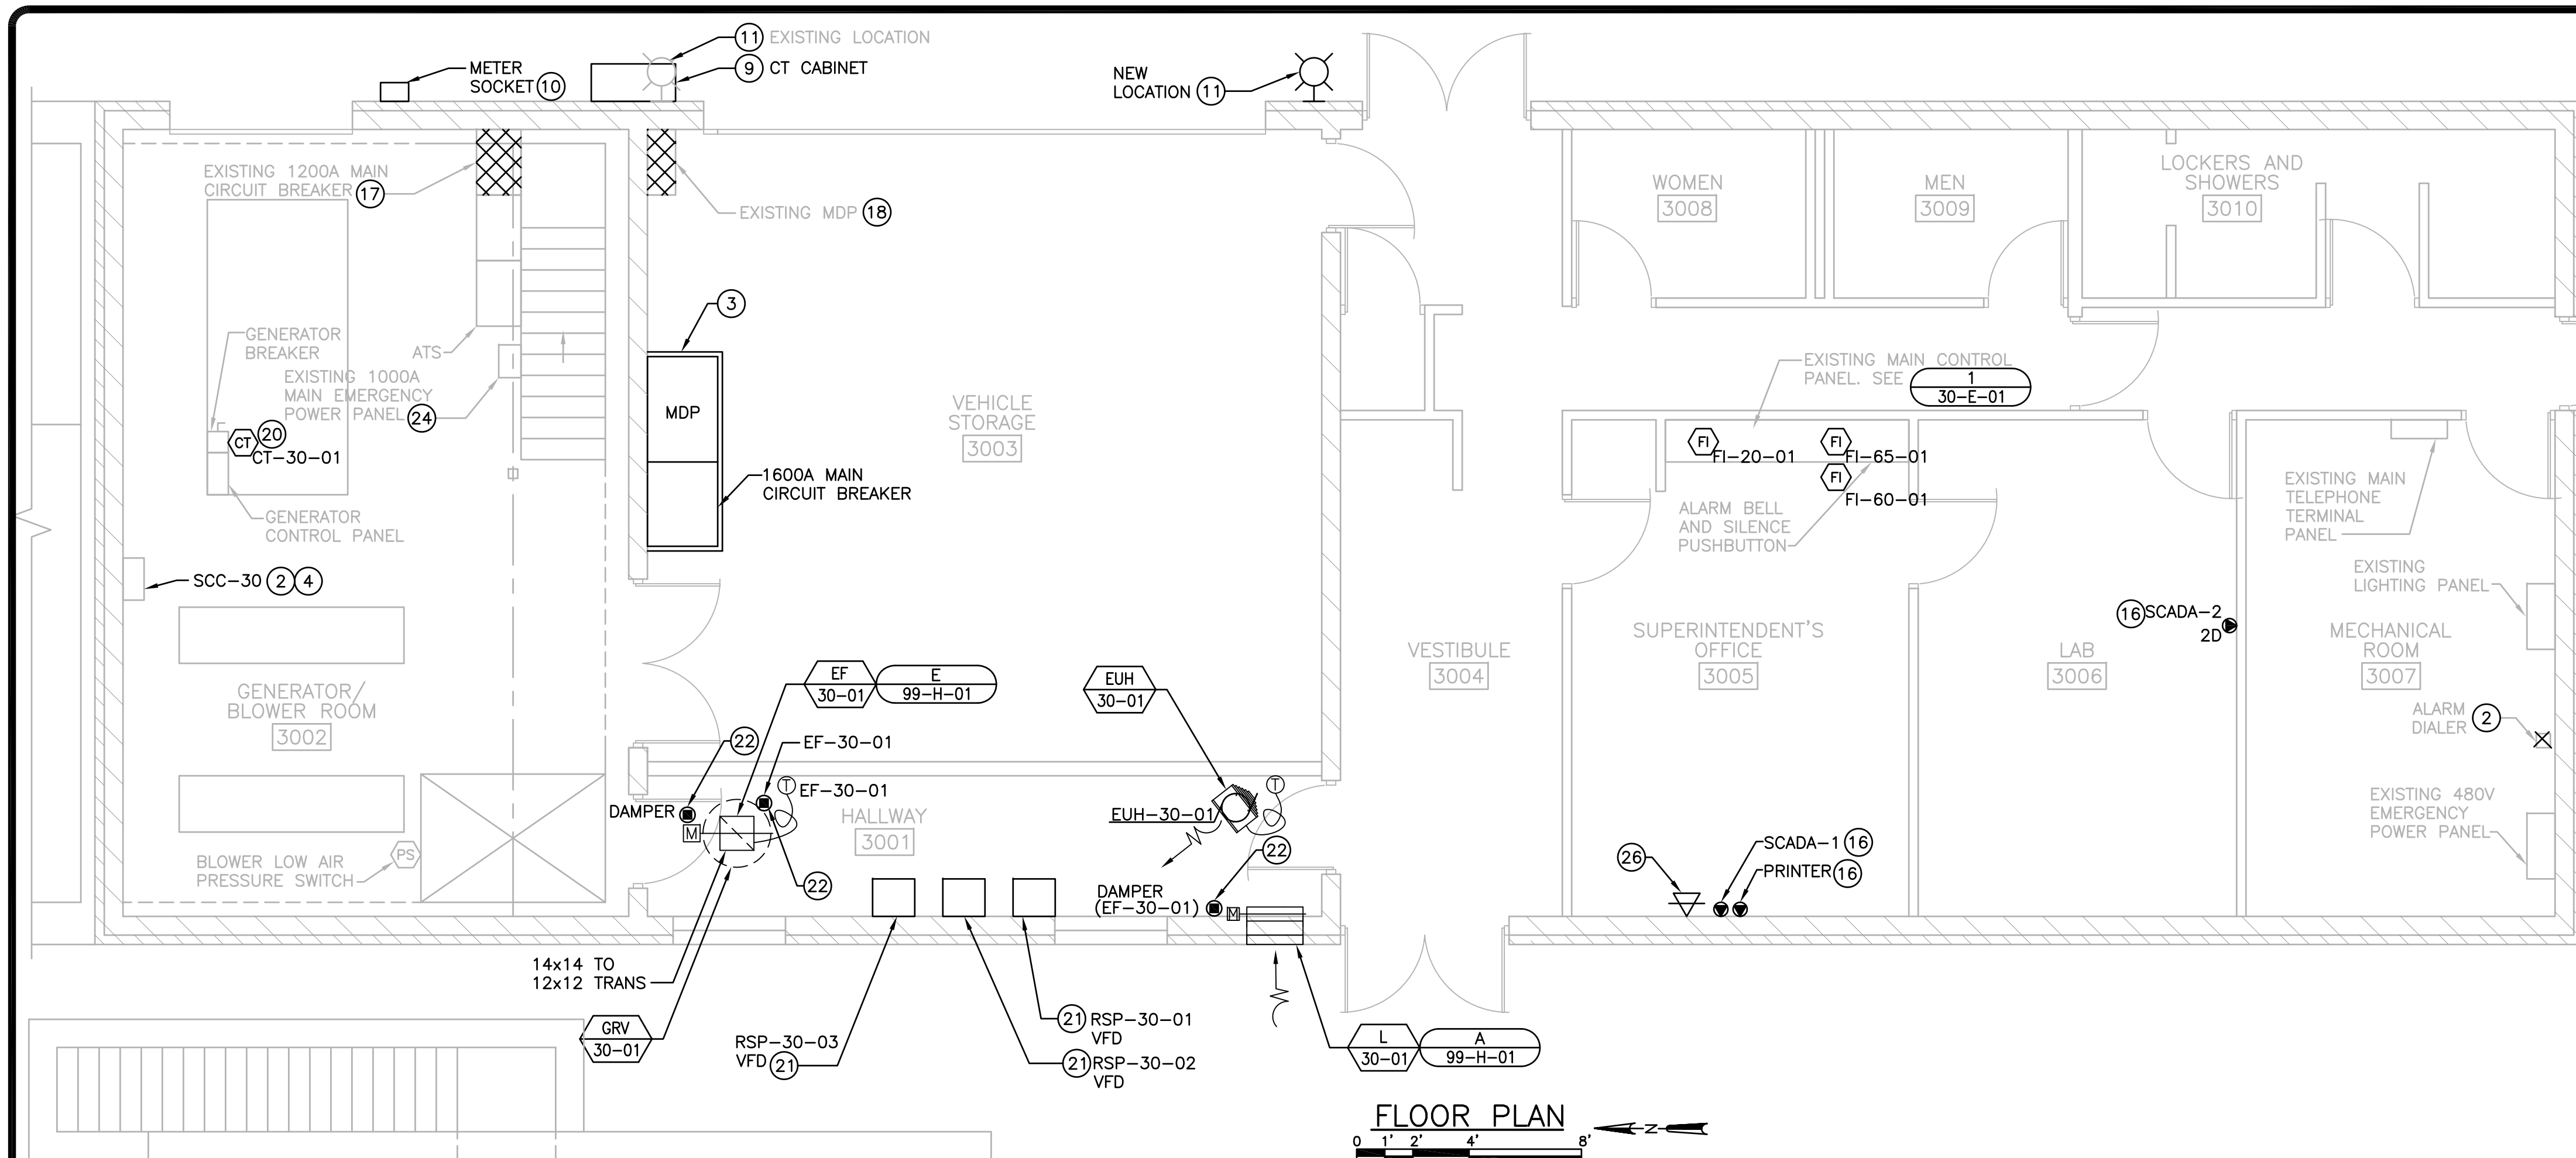 11 EXISTING LOCATION
9 CT CABINET
METER
SOCKET 10
NEW
LOCATION 11
EXISTING 1200A MAIN
CIRCUIT BREAKER 17
EXISTING MDP 18
WOMEN
3008
MEN
3009
LOCKERS AND
SHOWERS
3010
3
GENERATOR
BREAKER
ATS
EXISTING 1000A
MAIN EMERGENCY
POWER PANEL 24
MDP
VEHICLE
STORAGE
3003
EXISTING MAIN CONTROL
PANEL. SEE
1
30-E-01
CT 20
CT-30-01
1600A MAIN
CIRCUIT BREAKER
GENERATOR
CONTROL PANEL
FI
FI-20-01
FI
FI-65-01
FI
FI-60-01
ALARM BELL
AND SILENCE
PUSHBUTTON
EXISTING MAIN
TELEPHONE
TERMINAL
PANEL
SCC-30 2 4
EXISTING
LIGHTING PANEL
16 SCADA-2
2D
GENERATOR/
BLOWER ROOM
3002
EF
30-01
E
99-H-01
EUH
30-01
VESTIBULE
3004
SUPERINTENDENT'S
OFFICE
3005
LAB
3006
MECHANICAL
ROOM
3007
ALARM
DIALER 2
22
EF-30-01
T
EF-30-01
DAMPER
M
22
HALLWAY
3001
EUH-30-01
T
22
DAMPER
(EF-30-01)
M
BLOWER LOW AIR
PRESSURE SWITCH
PS
26
SCADA-1 16
PRINTER 16
EXISTING 480V
EMERGENCY
POWER PANEL
14x14 TO
12x12 TRANS
GRV
30-01
RSP-30-03
VFD 21
21 RSP-30-01
VFD
21 RSP-30-02
VFD
L
30-01
A
99-H-01
FLOOR PLAN
N
0 1' 2' 4' 8'